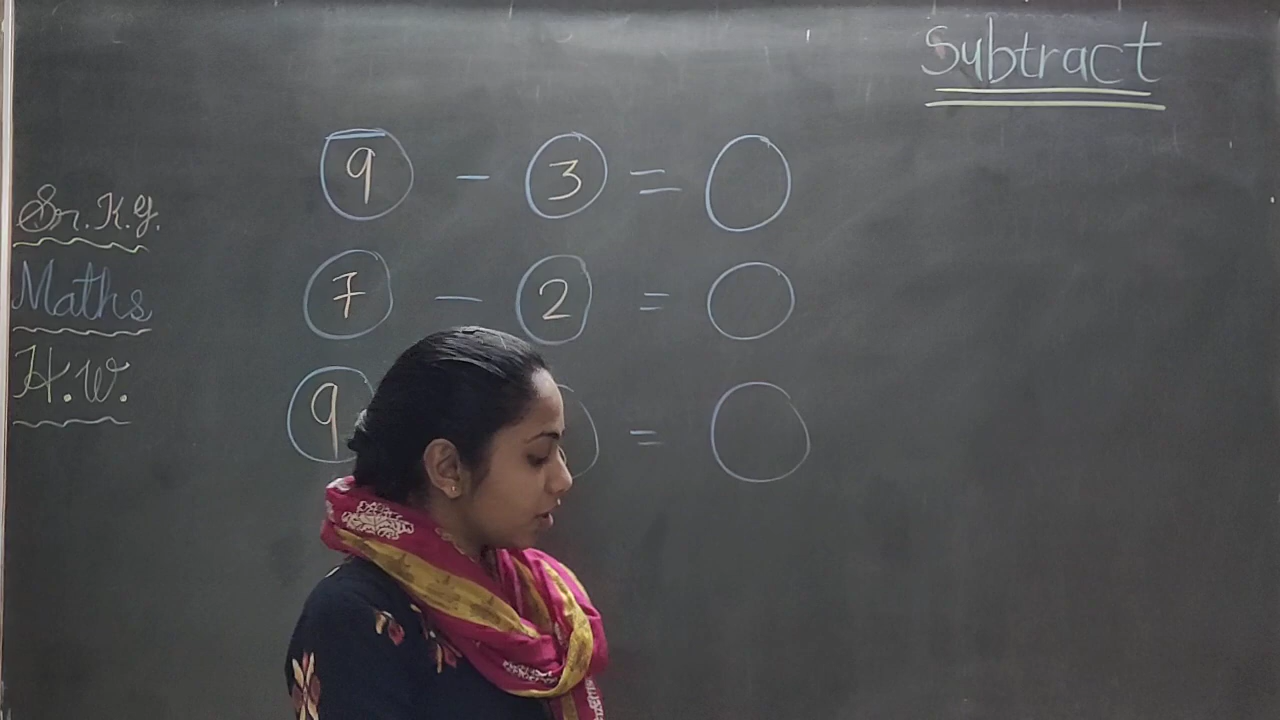 Subtract
Sr. K.G.
Maths
H.W.
9 - 3 =
7 - 2 =
9 =